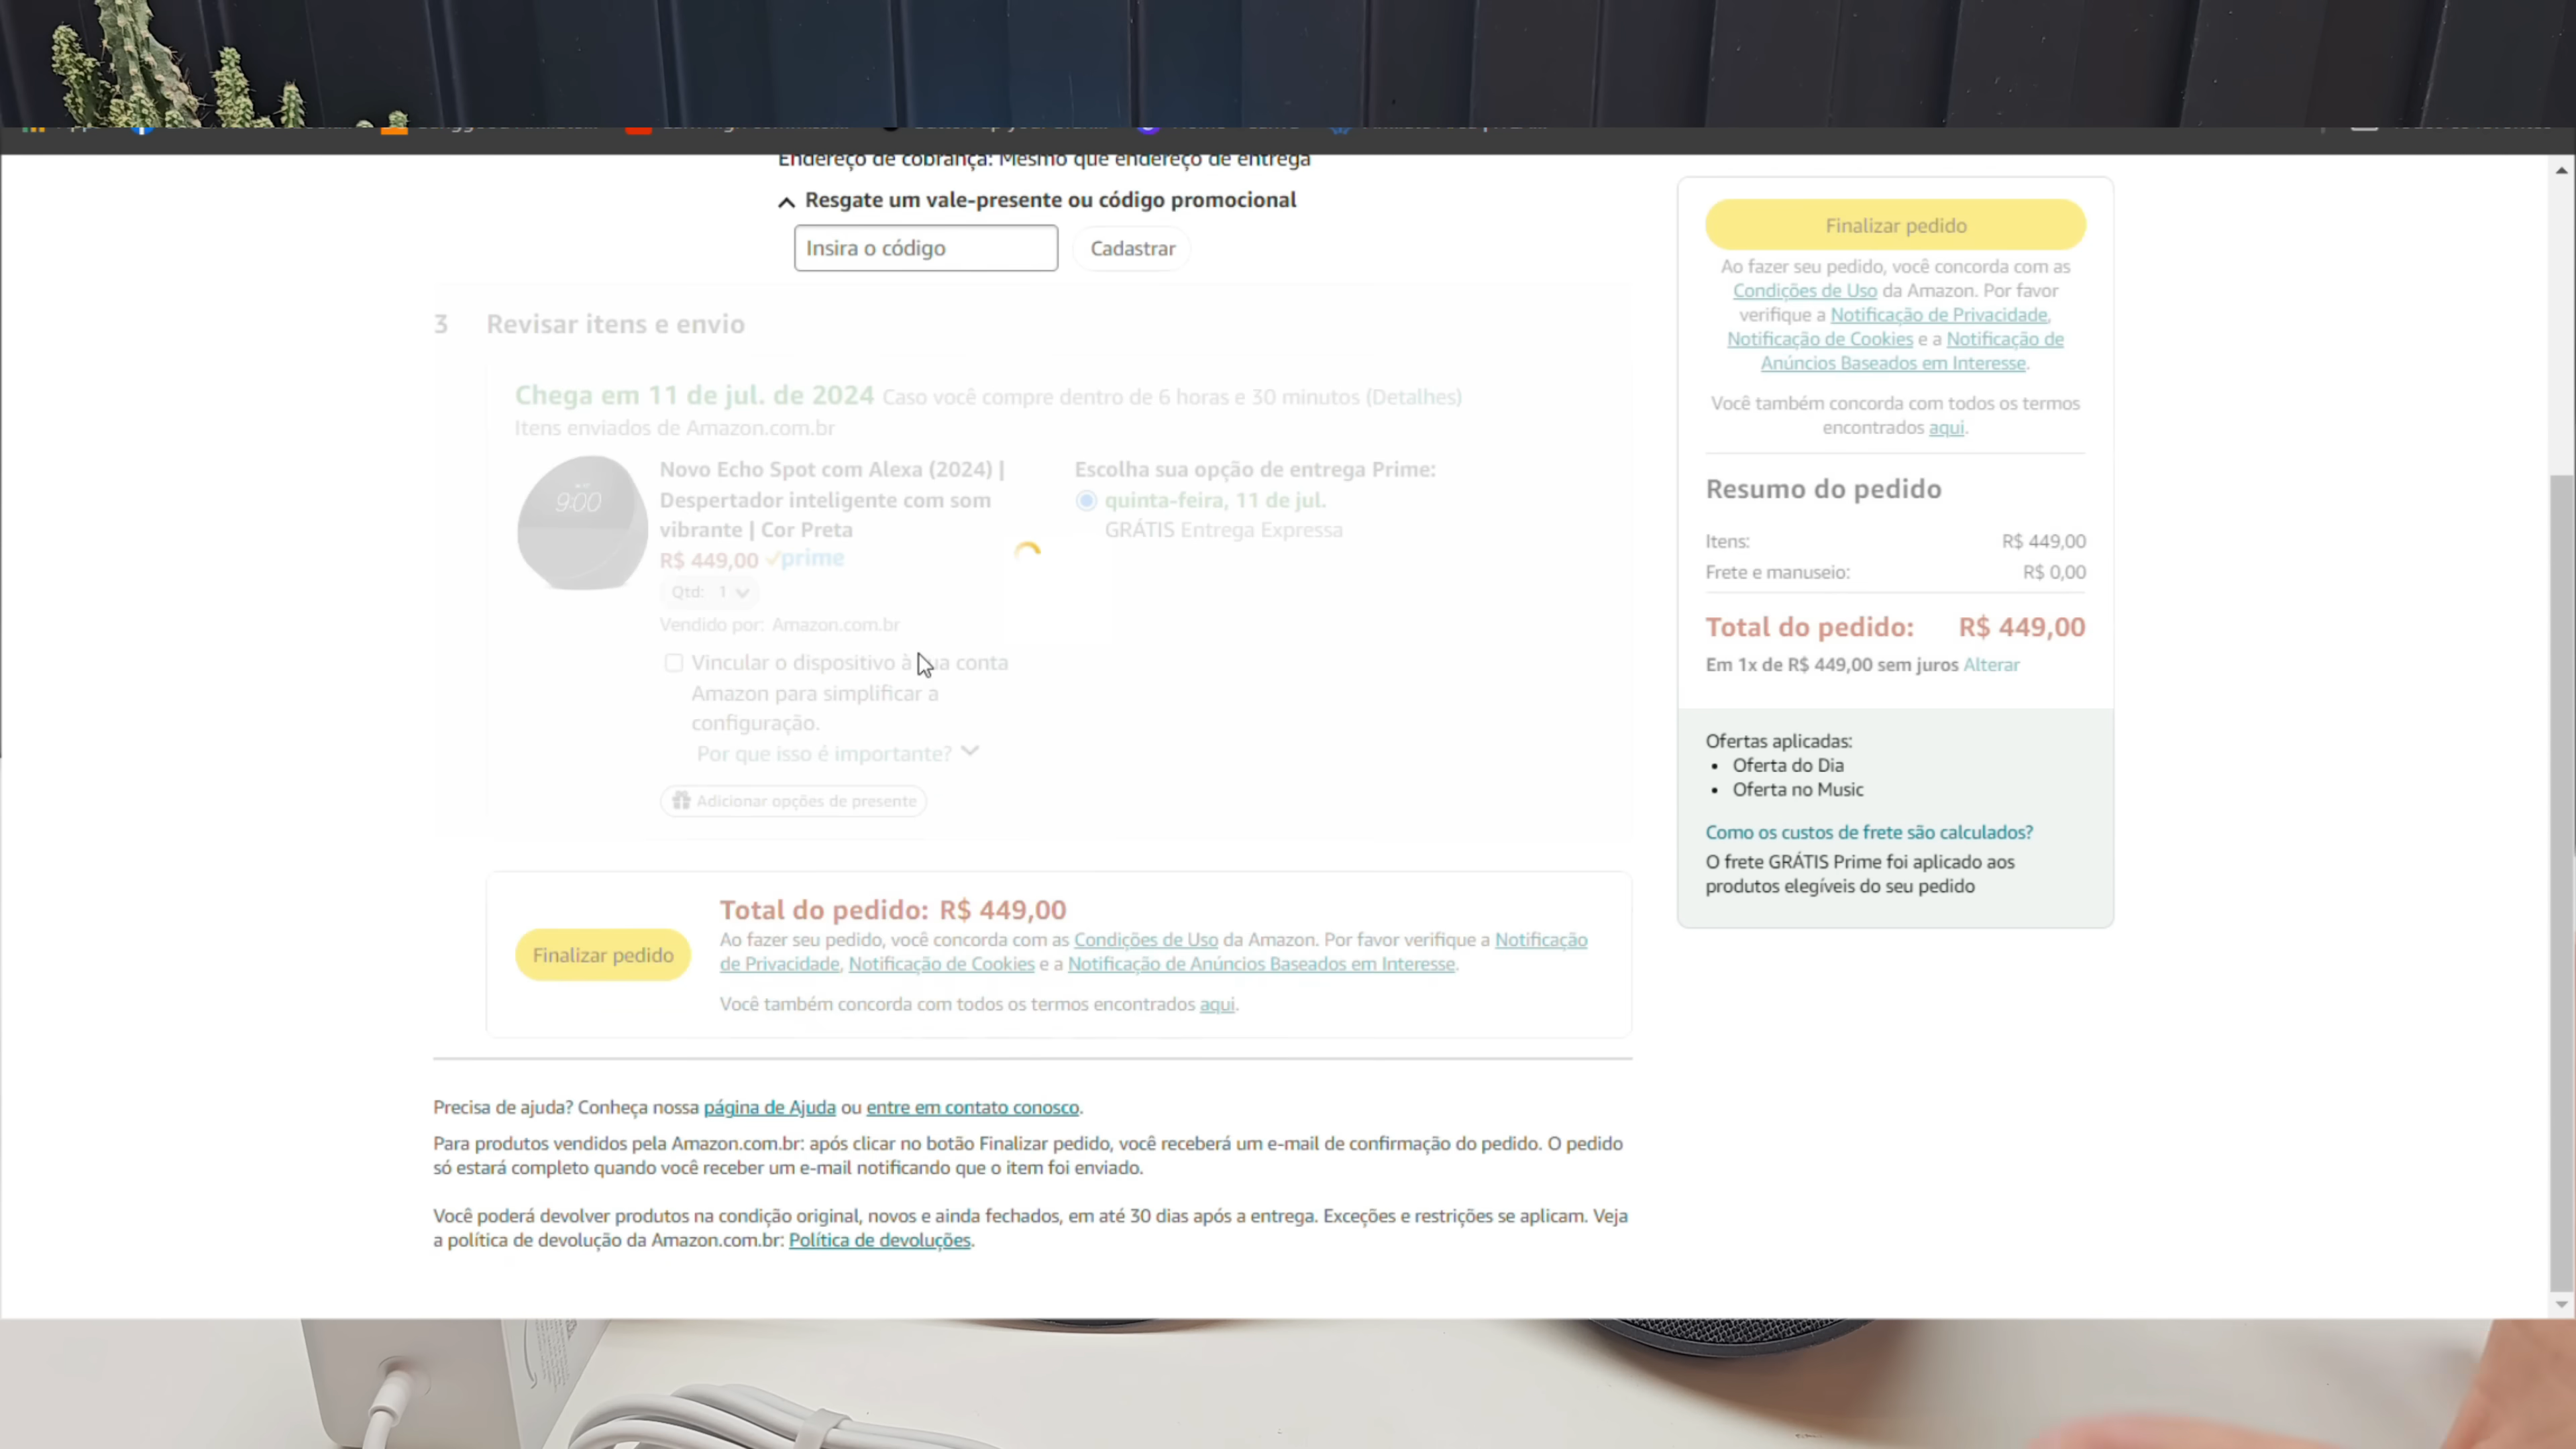 Endereço de cobrança: Mesmo que endereço de entrega
Resgate um vale-presente ou código promocional
Insira o código
Cadastrar
3 Revisar itens e envio
Chega em 11 de jul. de 2024 Caso você compre dentro de 6 horas e 30 minutos (Detalhes)
Itens enviados de Amazon.com.br
9:00
Novo Echo Spot com Alexa (2024) |
Despertador inteligente com som
vibrante | Cor Preta
R$ 449,00 prime
Qtd: 1
Vendido por: Amazon.com.br
Vincular o dispositivo à sua conta
Amazon para simplificar a
configuração.
Por que isso é importante?
Adicionar opções de presente
Escolha sua opção de entrega Prime:
quinta-feira, 11 de jul.
GRÁTIS Entrega Expressa
Finalizar pedido
Total do pedido: R$ 449,00
Ao fazer seu pedido, você concorda com as Condições de Uso da Amazon. Por favor verifique a Notificação
de Privacidade, Notificação de Cookies e a Notificação de Anúncios Baseados em Interesse.
Você também concorda com todos os termos encontrados aqui.
Precisa de ajuda? Conheça nossa página de Ajuda ou entre em contato conosco.
Para produtos vendidos pela Amazon.com.br: após clicar no botão Finalizar pedido, você receberá um e-mail de confirmação do pedido. O pedido
só estará completo quando você receber um e-mail notificando que o item foi enviado.
Você poderá devolver produtos na condição original, novos e ainda fechados, em até 30 dias após a entrega. Exceções e restrições se aplicam. Veja
a política de devolução da Amazon.com.br: Política de devoluções.
Finalizar pedido
Ao fazer seu pedido, você concorda com as
Condições de Uso da Amazon. Por favor
verifique a Notificação de Privacidade,
Notificação de Cookies e a Notificação de
Anúncios Baseados em Interesse.
Você também concorda com todos os termos
encontrados aqui.
Resumo do pedido
Itens: R$ 449,00
Frete e manuseio: R$ 0,00
Total do pedido: R$ 449,00
Em 1x de R$ 449,00 sem juros Alterar
Ofertas aplicadas:
• Oferta do Dia
• Oferta no Music
Como os custos de frete são calculados?
O frete GRÁTIS Prime foi aplicado aos
produtos elegíveis do seu pedido